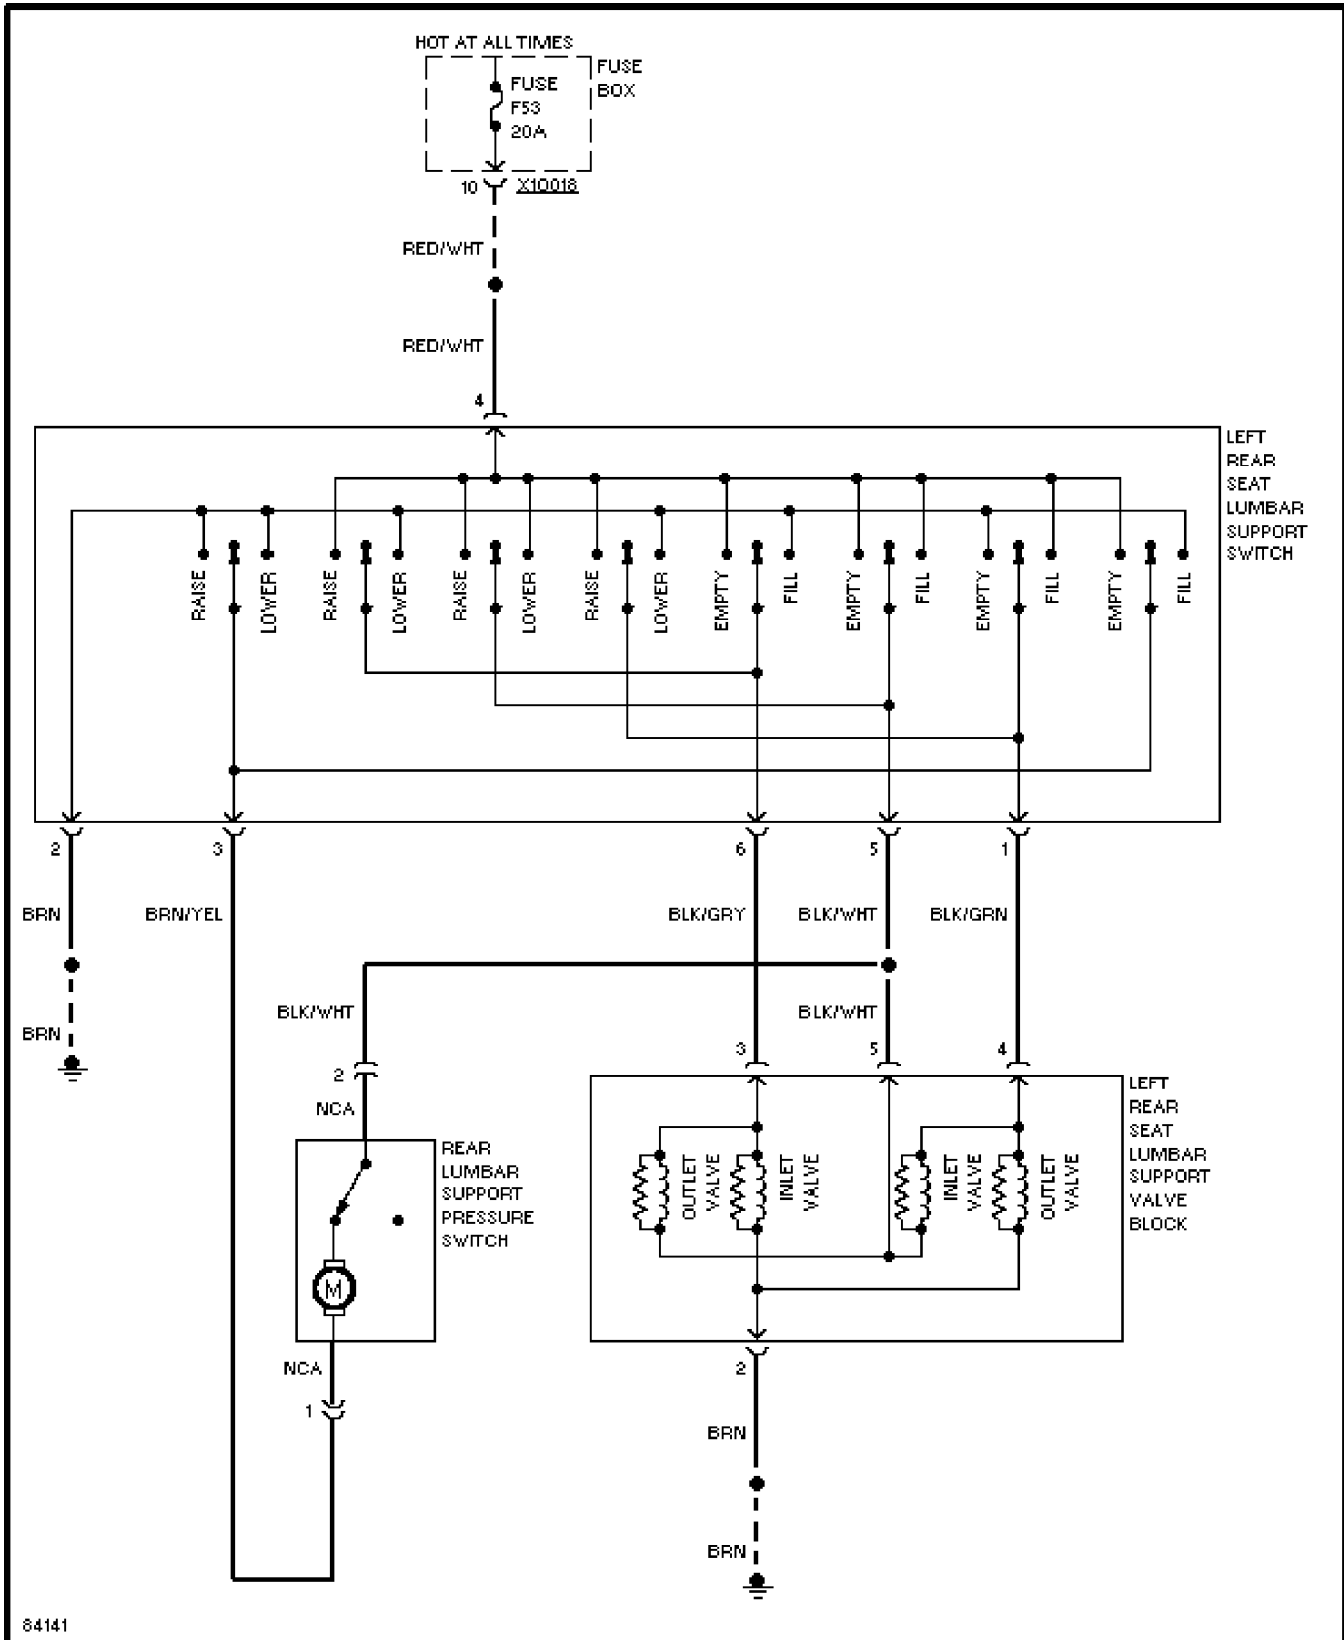 HOT AT ALL TIMES
FUSE
F53
20A
FUSE
BOX
10
X10018
RED/WHT
RED/WHT
4
LEFT
REAR
SEAT
LUMBAR
SUPPORT
SWITCH
RAISE
LOWER
RAISE
LOWER
RAISE
LOWER
RAISE
LOWER
EMPTY
FILL
EMPTY
FILL
EMPTY
FILL
EMPTY
FILL
2
3
6
5
1
BRN
BRN/YEL
BLK/GRY
BLK/WHT
BLK/GRN
BRN
BLK/WHT
BLK/WHT
3
5
4
2
NCA
REAR
LUMBAR
SUPPORT
PRESSURE
SWITCH
M
OUTLET
VALVE
INLET
VALVE
INLET
VALVE
OUTLET
VALVE
LEFT
REAR
SEAT
LUMBAR
SUPPORT
VALVE
BLOCK
NCA
1
2
BRN
BRN
84141